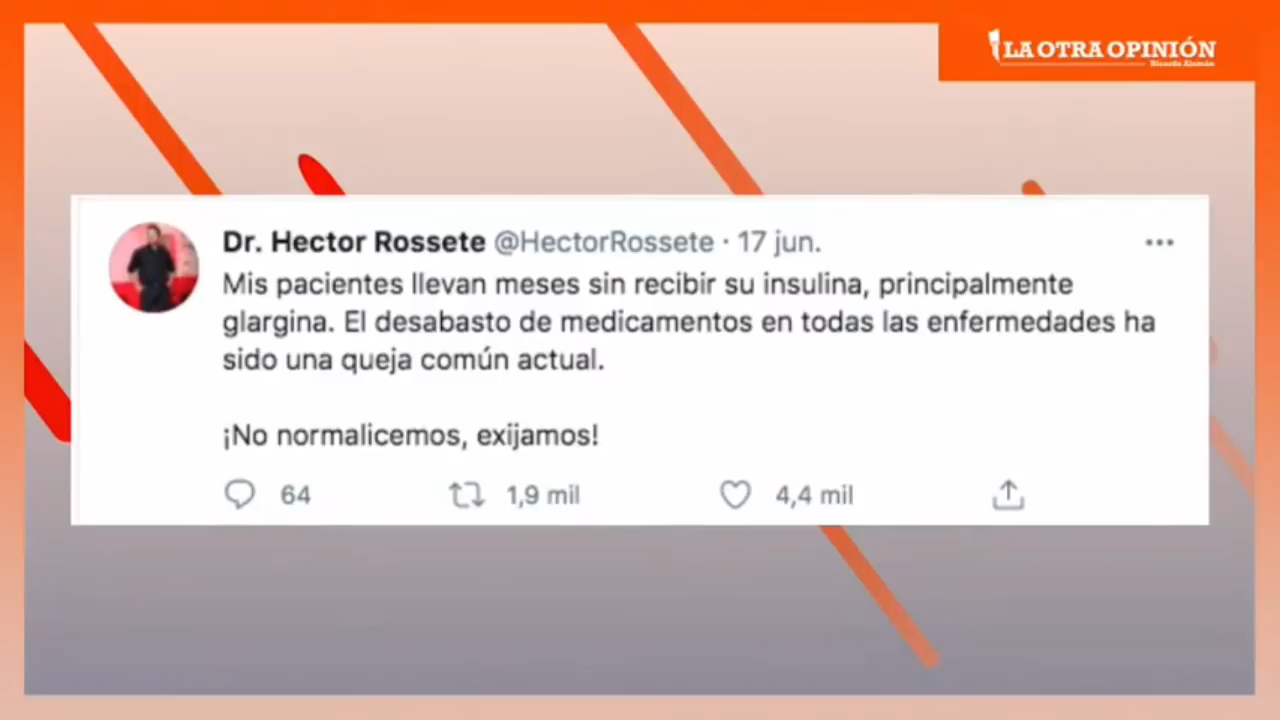 LA OTRA OPINIÓN
Ricardo Alemán
Dr. Hector Rossete @HectorRossete · 17 jun.
Mis pacientes llevan meses sin recibir su insulina, principalmente
glargina. El desabasto de medicamentos en todas las enfermedades ha
sido una queja común actual.
¡No normalicemos, exijamos!
64 1,9 mil 4,4 mil